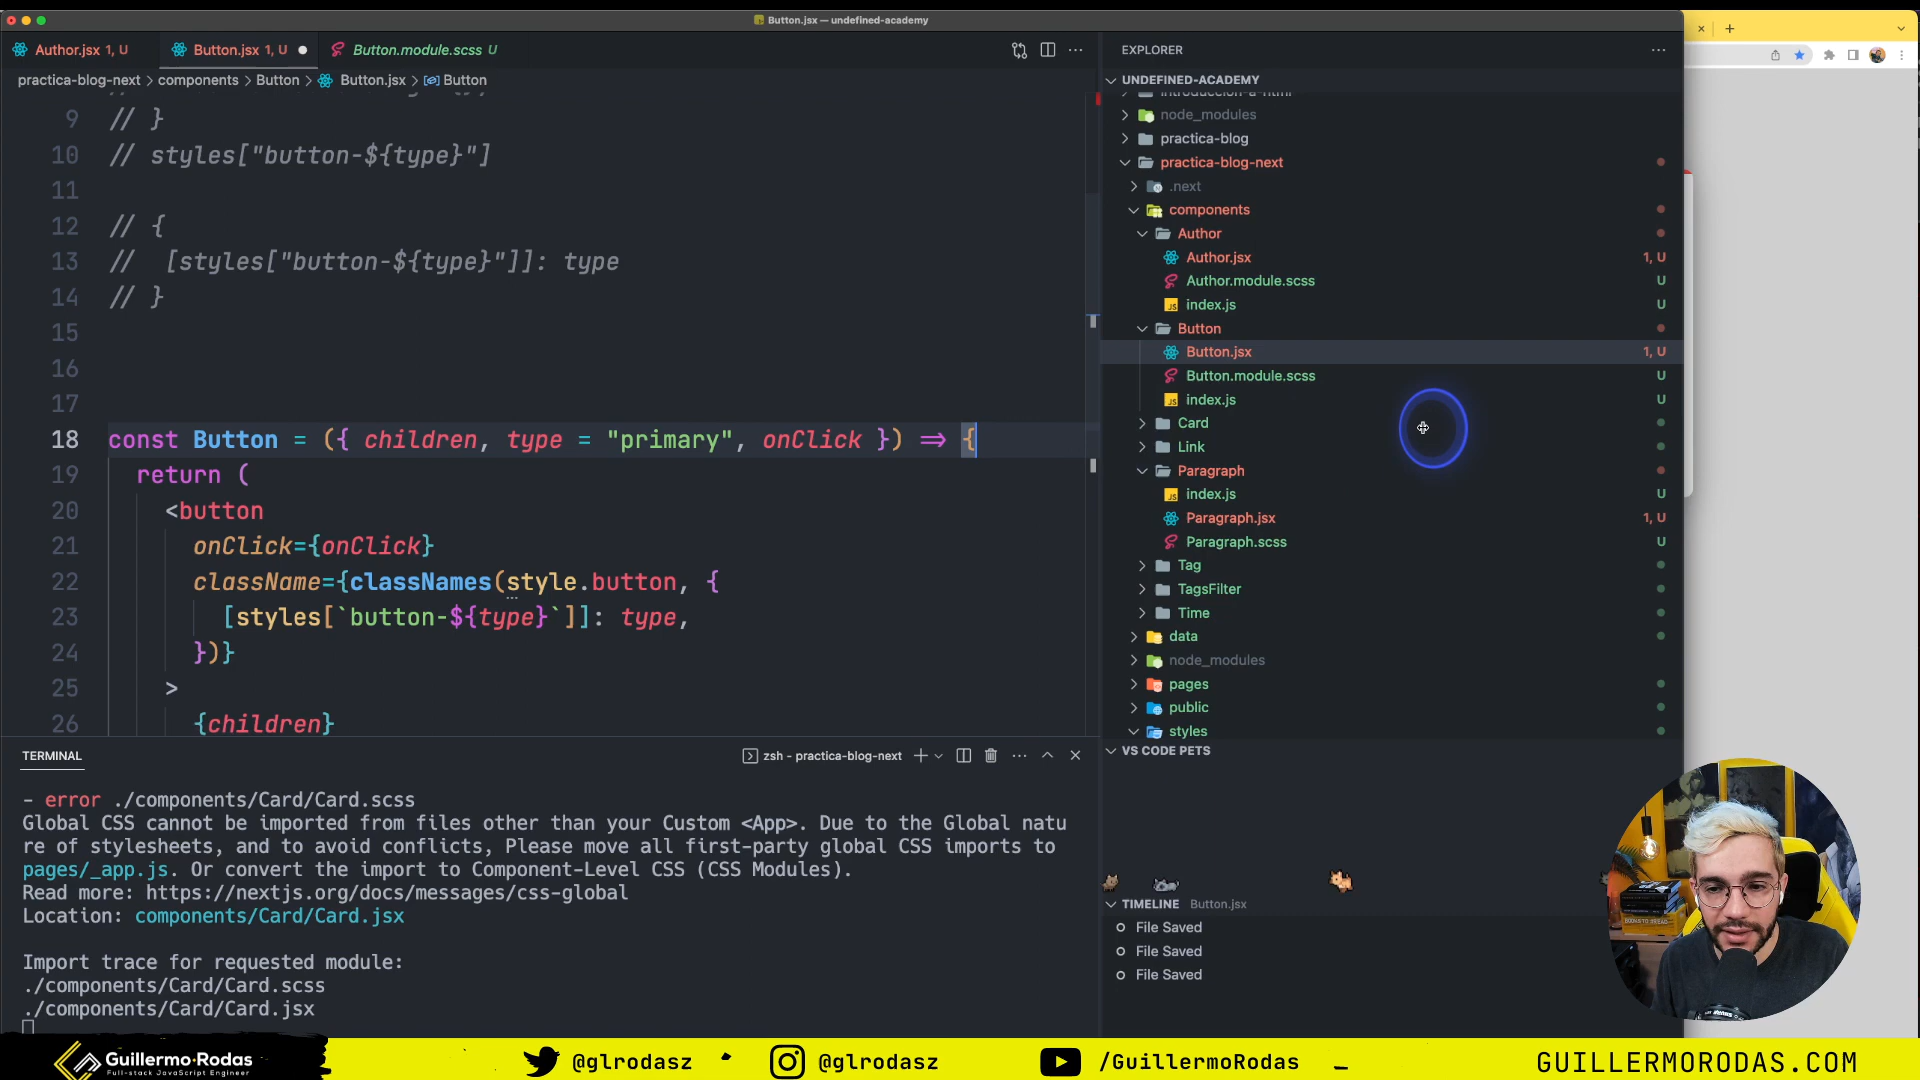 Button.jsx — undefined-academy
Author.jsx 1, U
Button.jsx 1, U
Button.module.scss U
practica-blog-next > components > Button > Button.jsx > Button
9 // }
10 // styles["button-${type}"]
11
12 // {
13 //  [styles["button-${type}"]]: type
14 // }
15
16
17
18 const Button = ({ children, type = "primary", onClick }) => {
19 return (
20 <button
21 onClick={onClick}
22 className={classNames(style.button, {
23 [styles[`button-${type}`]]: type,
24 })}
25 >
26 {children}
TERMINAL
zsh - practica-blog-next
- error ./components/Card/Card.scss
Global CSS cannot be imported from files other than your Custom <App>. Due to the Global natu
re of stylesheets, and to avoid conflicts, Please move all first-party global CSS imports to
pages/_app.js. Or convert the import to Component-Level CSS (CSS Modules).
Read more: https://nextjs.org/docs/messages/css-global
Location: components/Card/Card.jsx
Import trace for requested module:
./components/Card/Card.scss
./components/Card/Card.jsx
EXPLORER
UNDEFINED-ACADEMY
node_modules
practica-blog
practica-blog-next
.next
components
Author
Author.jsx 1, U
Author.module.scss U
index.js U
Button
Button.jsx 1, U
Button.module.scss U
index.js U
Card
Link
Paragraph
index.js U
Paragraph.jsx 1, U
Paragraph.scss U
Tag
TagsFilter
Time
data
node_modules
pages
public
styles
VS CODE PETS
TIMELINE Button.jsx
File Saved
File Saved
File Saved
Guillermo Rodas
Full-stack JavaScript Engineer
@glrodasz
@glrodasz
/GuillermoRodas
GUILLERMORODAS.COM